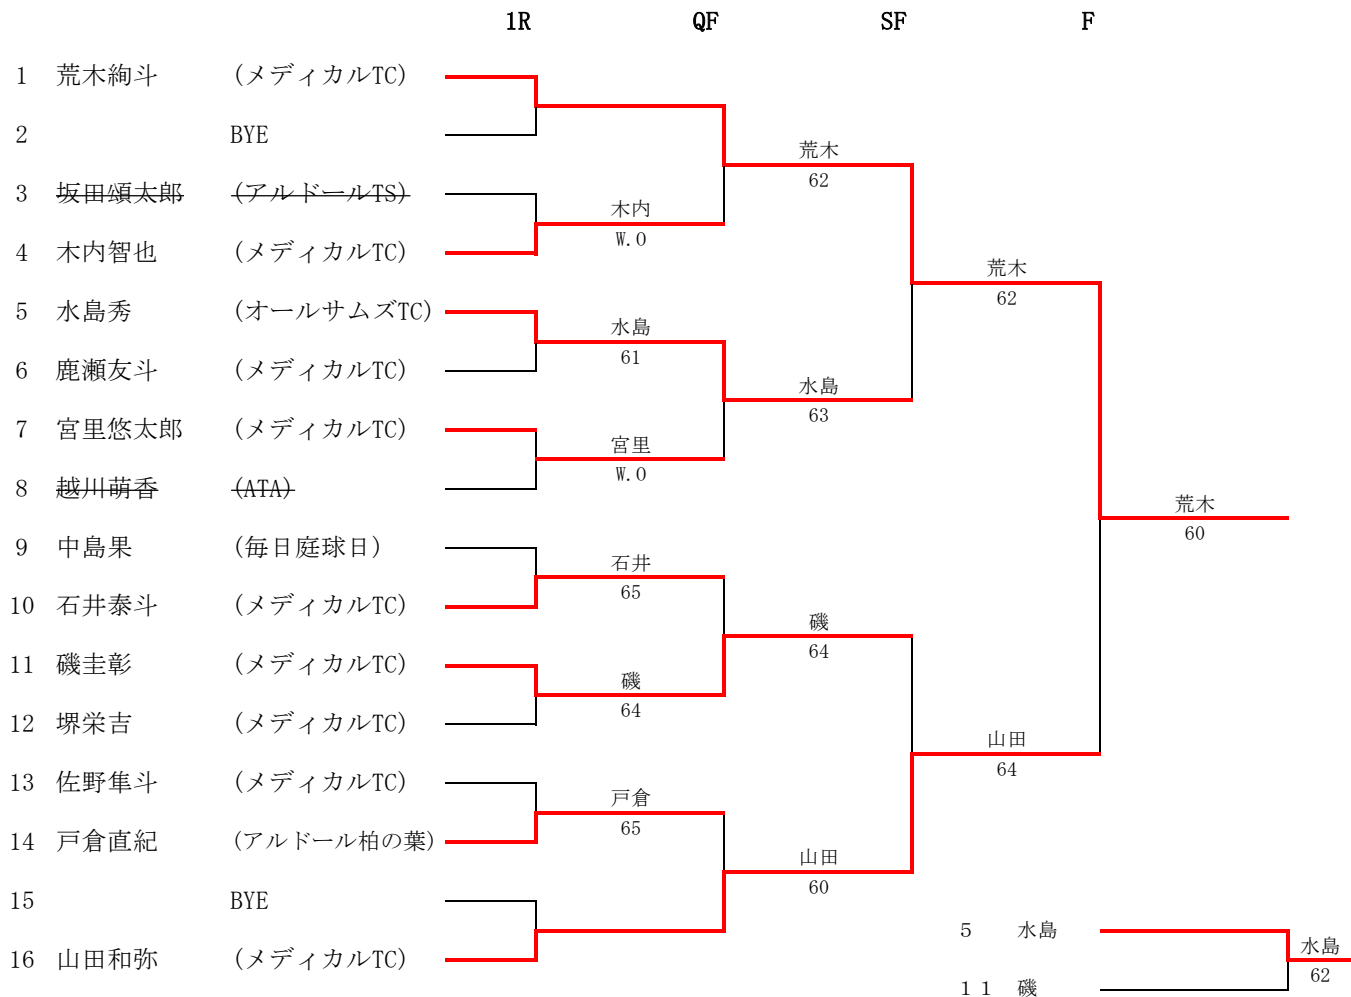 1R QF SF F
1 荒木絢斗 (メディカルTC)
2 BYE
荒木
62
3 坂田頌太郎 (アルドールTS)
木内
W.O
4 木内智也 (メディカルTC)
荒木
62
5 水島秀 (オールサムズTC)
水島
61
6 鹿瀬友斗 (メディカルTC)
水島
63
7 宮里悠太郎 (メディカルTC)
宮里
W.O
8 越川萌香 (ATA)
荒木
60
9 中島果 (毎日庭球日)
石井
65
10 石井泰斗 (メディカルTC)
磯
64
11 磯圭彰 (メディカルTC)
磯
64
12 堺栄吉 (メディカルTC)
山田
64
13 佐野隼斗 (メディカルTC)
戸倉
65
14 戸倉直紀 (アルドール柏の葉)
山田
60
15 BYE
5 水島
水島
62
16 山田和弥 (メディカルTC)
11 磯